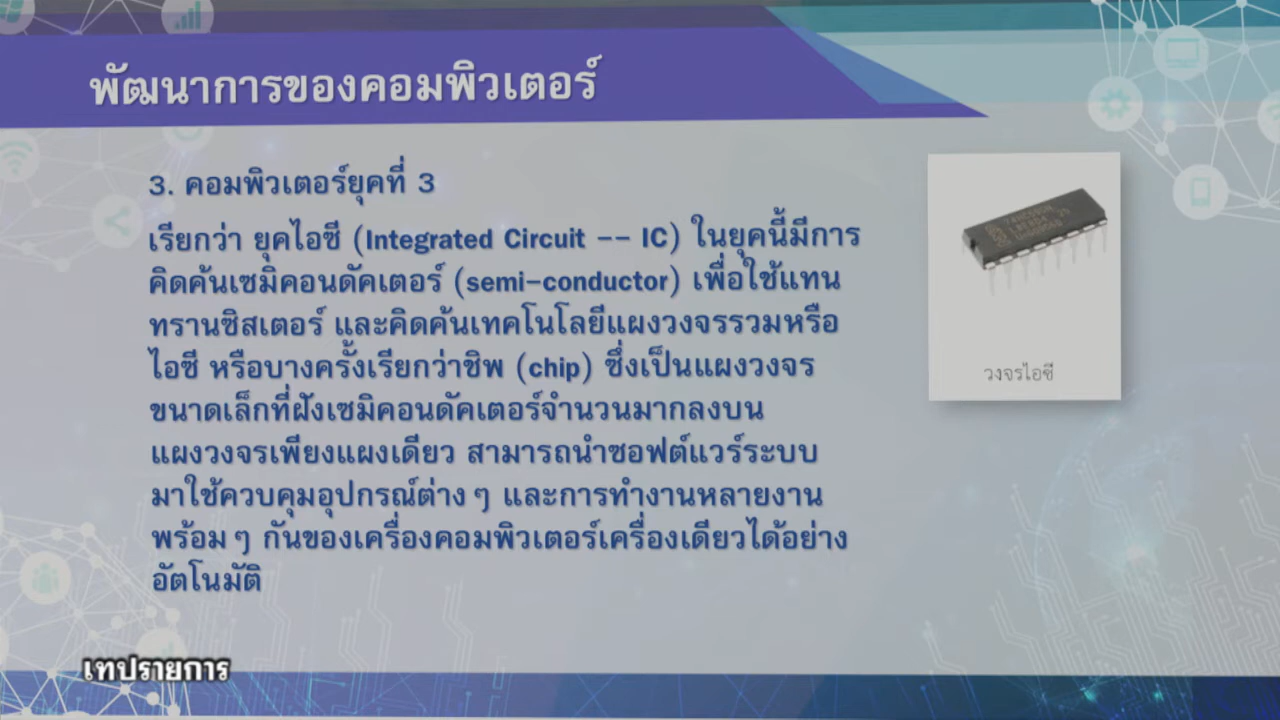 พัฒนาการของคอมพิวเตอร์
3. คอมพิวเตอร์ยุคที่ 3
เรียกว่า ยุคไอซี (Integrated Circuit -- IC) ในยุคนี้มีการ
คิดค้นเซมิคอนดัคเตอร์ (semi-conductor) เพื่อใช้แทน
ทรานซิสเตอร์ และคิดค้นเทคโนโลยีแผงวงจรรวมหรือ
ไอซี หรือบางครั้งเรียกว่าชิพ (chip) ซึ่งเป็นแผงวงจร
ขนาดเล็กที่ฝังเซมิคอนดัคเตอร์จำนวนมากลงบน
แผงวงจรเพียงแผงเดียว สามารถนำซอฟต์แวร์ระบบ
มาใช้ควบคุมอุปกรณ์ต่าง ๆ และการทำงานหลายงาน
พร้อม ๆ กันของเครื่องคอมพิวเตอร์เครื่องเดียวได้อย่าง
อัตโนมัติ
วงจรไอซี
เทปรายการ